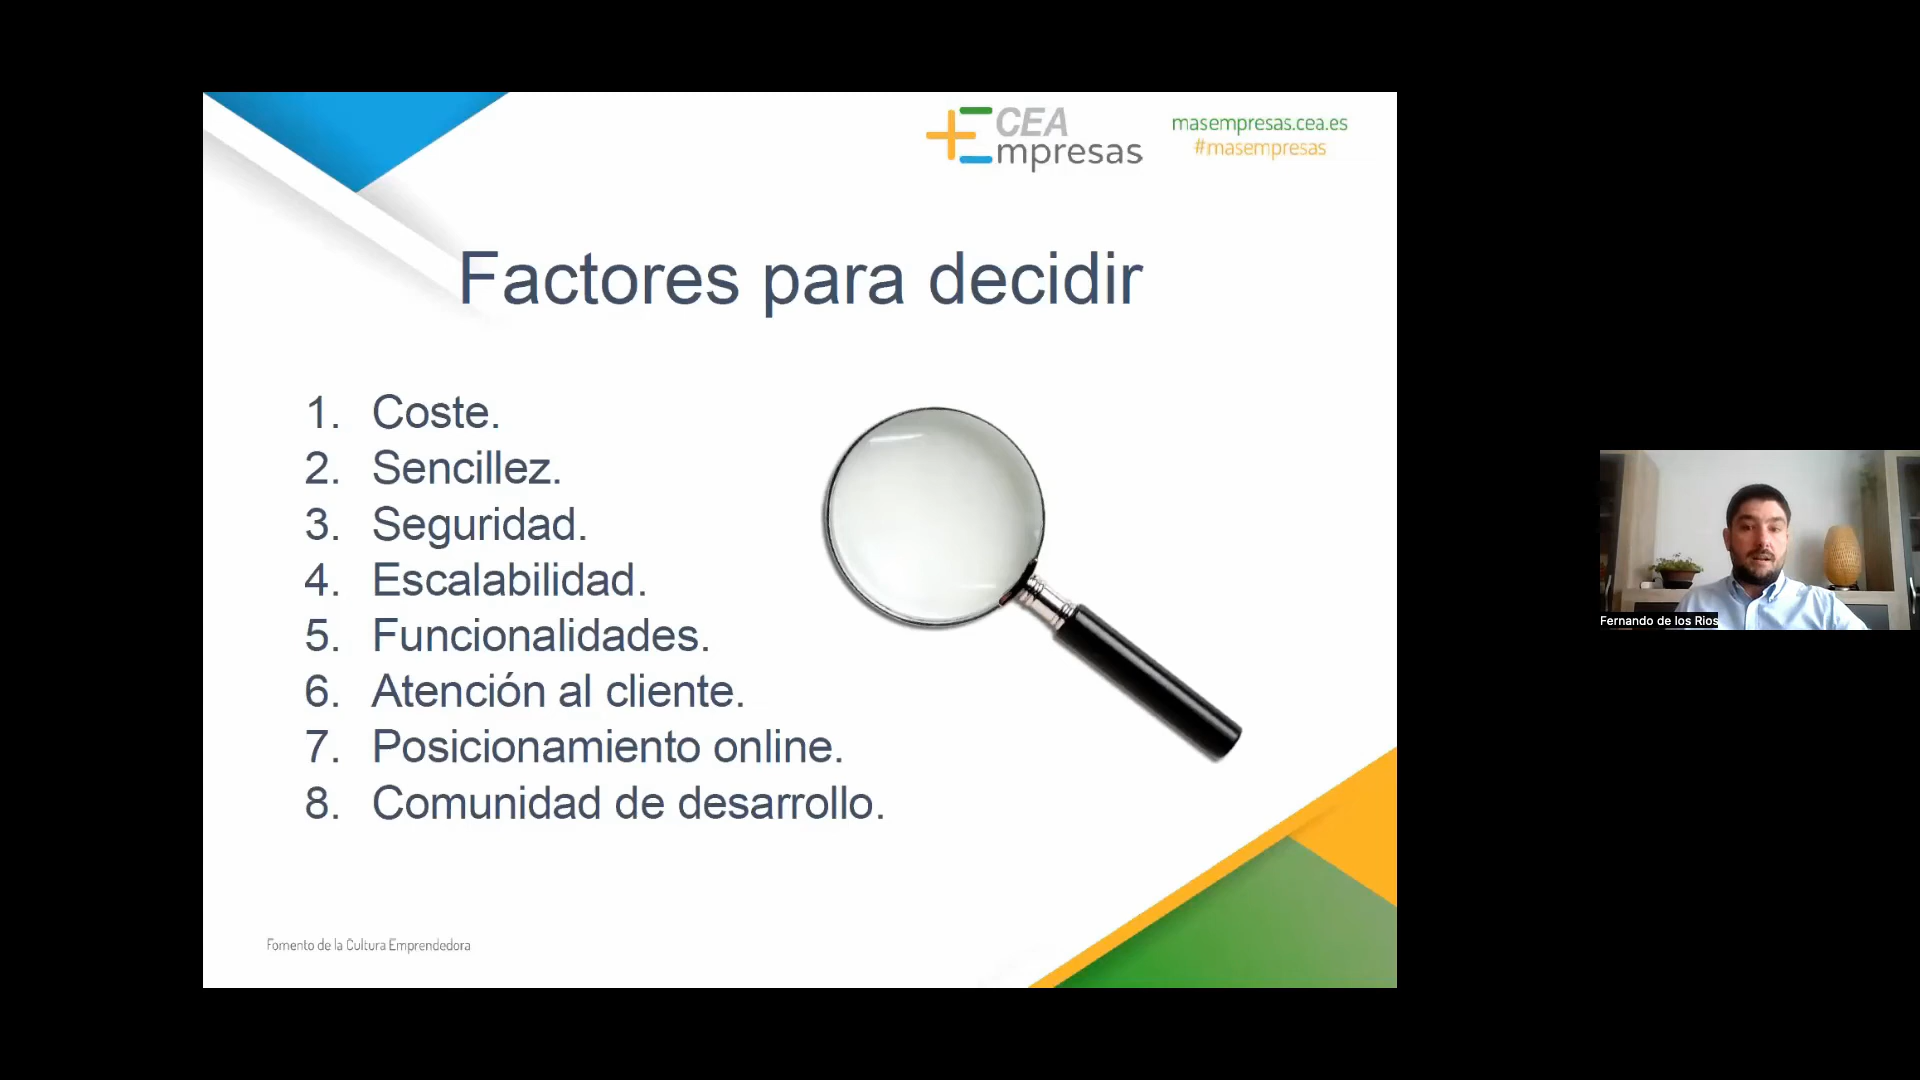 CEA
Empresas
masempresas.cea.es
#masempresas
Factores para decidir
1. Coste.
2. Sencillez.
3. Seguridad.
4. Escalabilidad.
5. Funcionalidades.
6. Atención al cliente.
7. Posicionamiento online.
8. Comunidad de desarrollo.
Fomento de la Cultura Emprendedora
Fernando de los Rios